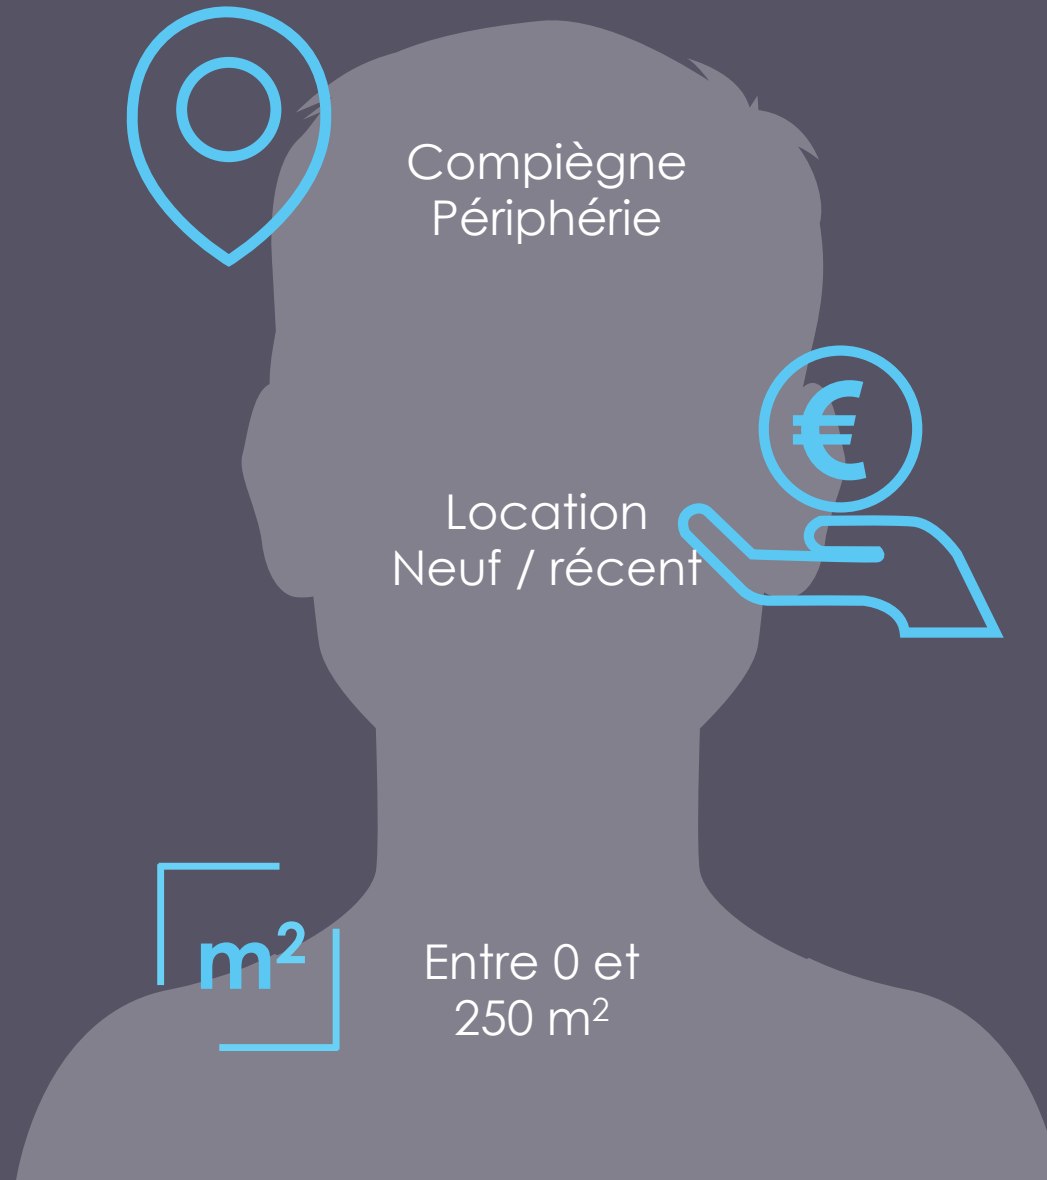 Compiègne
Périphérie
€
Location
Neuf / récent
m²
Entre 0 et
250 m²